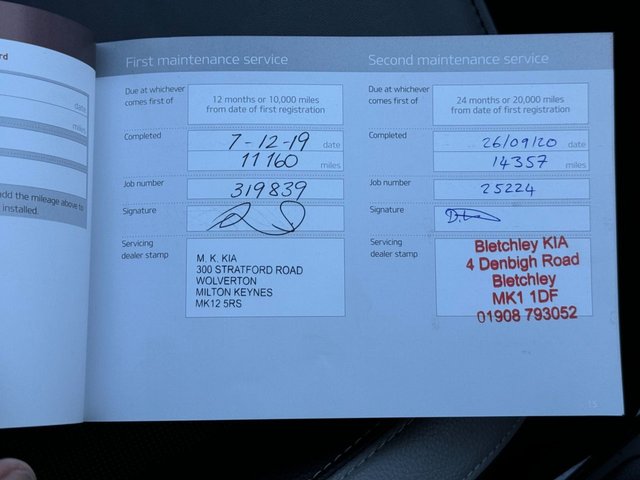 rd
date
miles
add the mileage above to
installed.
First maintenance service
Due at whichever
comes first of
12 months or 10,000 miles
from date of first registration
Completed
7-12-19 date
11160 miles
Job number
319839
Signature
Servicing
dealer stamp
M. K. KIA
300 STRATFORD ROAD
WOLVERTON
MILTON KEYNES
MK12 5RS
Second maintenance service
Due at whichever
comes first of
24 months or 20,000 miles
from date of first registration
Completed
26/09/20 date
14357 miles
Job number
25224
Signature
Servicing
dealer stamp
Bletchley KIA
4 Denbigh Road
Bletchley
MK1 1DF
01908 793052